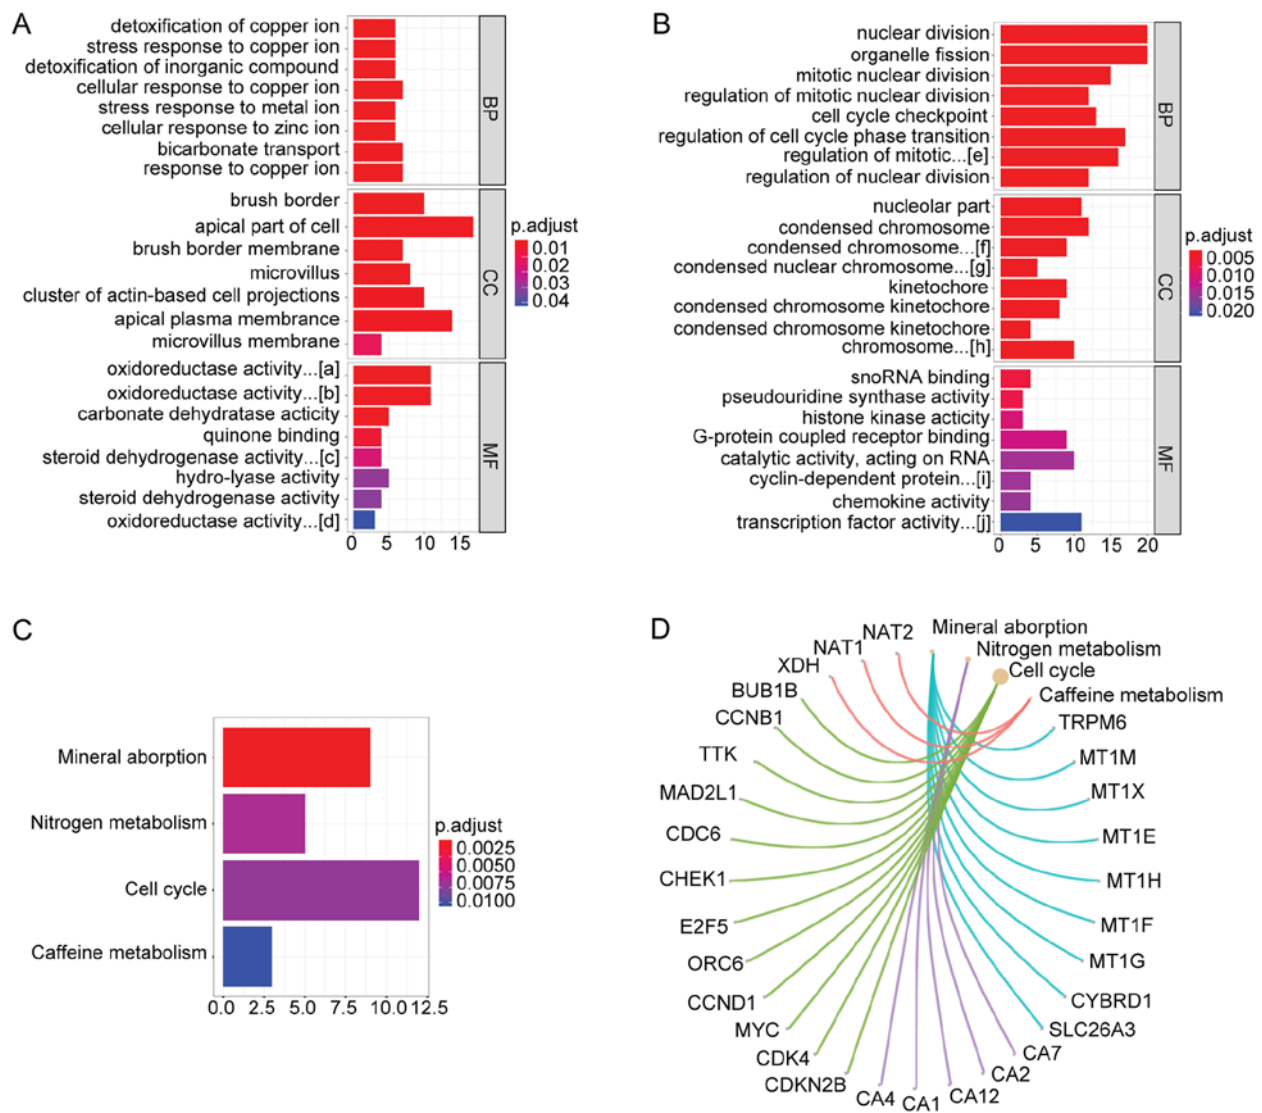 A
detoxification of copper ion
stress response to copper ion
detoxification of inorganic compound
cellular response to copper ion
stress response to metal ion
cellular response to zinc ion
bicarbonate transport
response to copper ion
BP
brush border
apical part of cell
brush border membrane
microvillus
cluster of actin-based cell projections
apical plasma membrance
microvillus membrane
CC
oxidoreductase activity...[a]
oxidoreductase activity...[b]
carbonate dehydratase acticity
quinone binding
steroid dehydrogenase activity...[c]
hydro-lyase activity
steroid dehydrogenase activity
oxidoreductase activity...[d]
MF
0 5 10 15
p.adjust
0.01
0.02
0.03
0.04
B
nuclear division
organelle fission
mitotic nuclear division
regulation of mitotic nuclear division
cell cycle checkpoint
regulation of cell cycle phase transition
regulation of mitotic...[e]
regulation of nuclear division
BP
nucleolar part
condensed chromosome
condensed chromosome...[f]
condensed nuclear chromosome...[g]
kinetochore
condensed chromosome kinetochore
condensed chromosome kinetochore
chromosome...[h]
CC
snoRNA binding
pseudouridine synthase activity
histone kinase acticity
G-protein coupled receptor binding
catalytic activity, acting on RNA
cyclin-dependent protein...[i]
chemokine activity
transcription factor activity...[j]
MF
0 5 10 15 20
p.adjust
0.005
0.010
0.015
0.020
C
Mineral aborption
Nitrogen metabolism
Cell cycle
Caffeine metabolism
0.0 2.5 5.0 7.5 10.0 12.5
p.adjust
0.0025
0.0050
0.0075
0.0100
D
Mineral aborption
Nitrogen metabolism
Cell cycle
Caffeine metabolism
TRPM6
MT1M
MT1X
MT1E
MT1H
MT1F
MT1G
CYBRD1
SLC26A3
CA7
CA2
CA12
CA1
CA4
CDKN2B
CDK4
MYC
CCND1
ORC6
E2F5
CHEK1
CDC6
MAD2L1
TTK
CCNB1
BUB1B
XDH
NAT1
NAT2